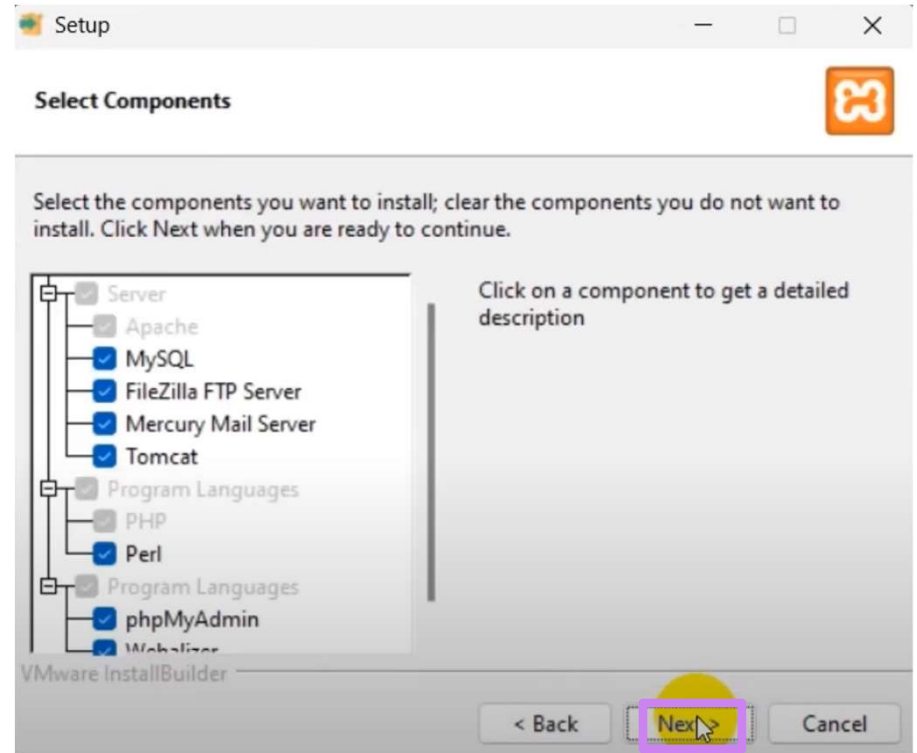 Setup
Select Components
Select the components you want to install; clear the components you do not want to
install. Click Next when you are ready to continue.
Server
Apache
MySQL
FileZilla FTP Server
Mercury Mail Server
Tomcat
Program Languages
PHP
Perl
Program Languages
phpMyAdmin
Webalizer
Click on a component to get a detailed
description
VMware InstallBuilder
< Back
Next >
Cancel